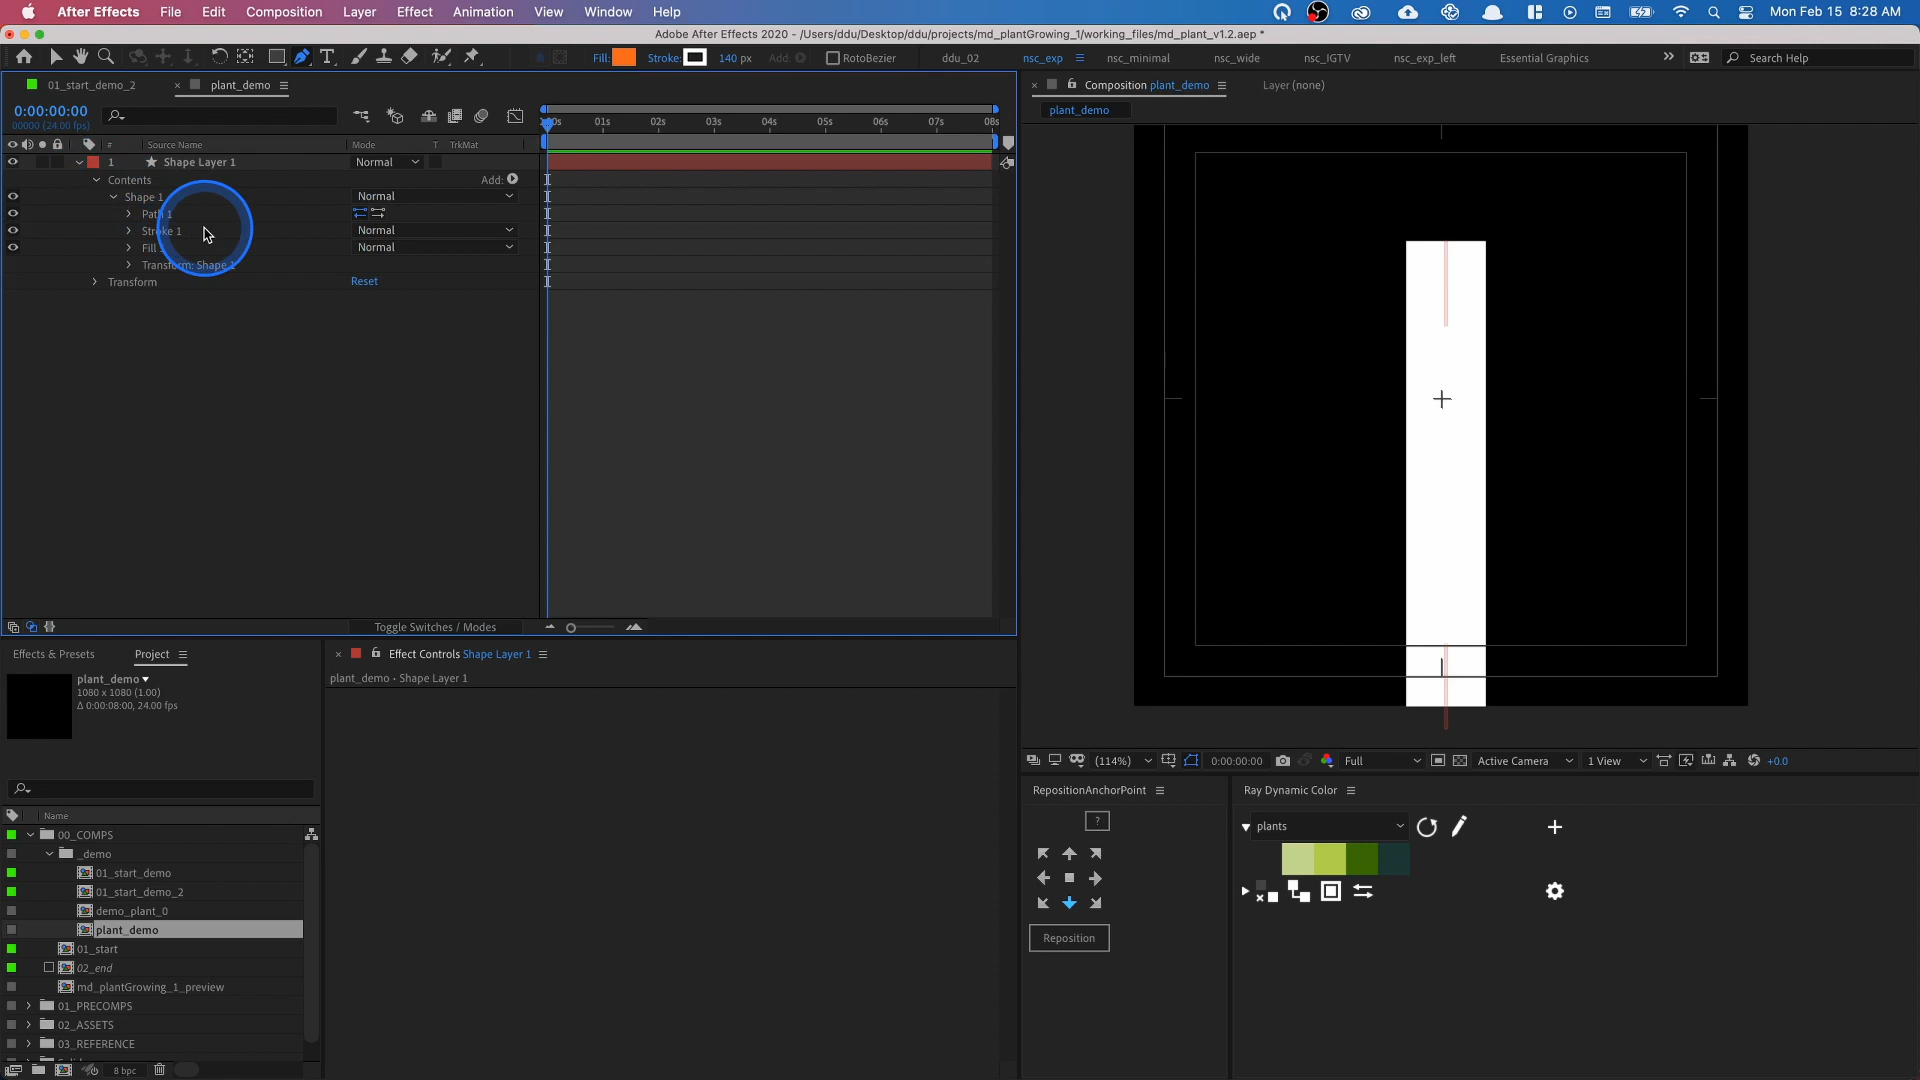 After Effects File Edit Composition Layer Effect Animation View Window Help Mon Feb 15 8:28 AM
Adobe After Effects 2020 - /Users/ddu/Desktop/ddu/projects/md_plantGrowing_1/working_files/md_plant_v1.2.aep *
Fill: Stroke: 140 px Add: RotoBezier ddu_02 nsc_exp nsc_minimal nsc_wide nsc_IGTV nsc_exp_left Essential Graphics Search Help
01_start_demo_2 plant_demo Composition plant_demo Layer (none)
0:00:00:00
00000 (24.00 fps)
plant_demo
01s 02s 03s 04s 05s 06s 07s 08s
# Source Name Mode T TrkMat
1 Shape Layer 1 Normal
Contents Add:
Shape 1 Normal
Path 1
Stroke 1 Normal
Fill Normal
Transform: Shape 1
Transform Reset
Toggle Switches / Modes
Effects & Presets Project Effect Controls Shape Layer 1
plant_demo
1080 x 1080 (1.00)
Δ 0:00:08:00, 24.00 fps
plant_demo • Shape Layer 1
(114%) 0:00:00:00 Full Active Camera 1 View +0.0
RepositionAnchorPoint Ray Dynamic Color
?
plants
Reposition
Name
00_COMPS
_demo
01_start_demo
01_start_demo_2
demo_plant_0
plant_demo
01_start
02_end
md_plantGrowing_1_preview
01_PRECOMPS
02_ASSETS
03_REFERENCE
8 bpc